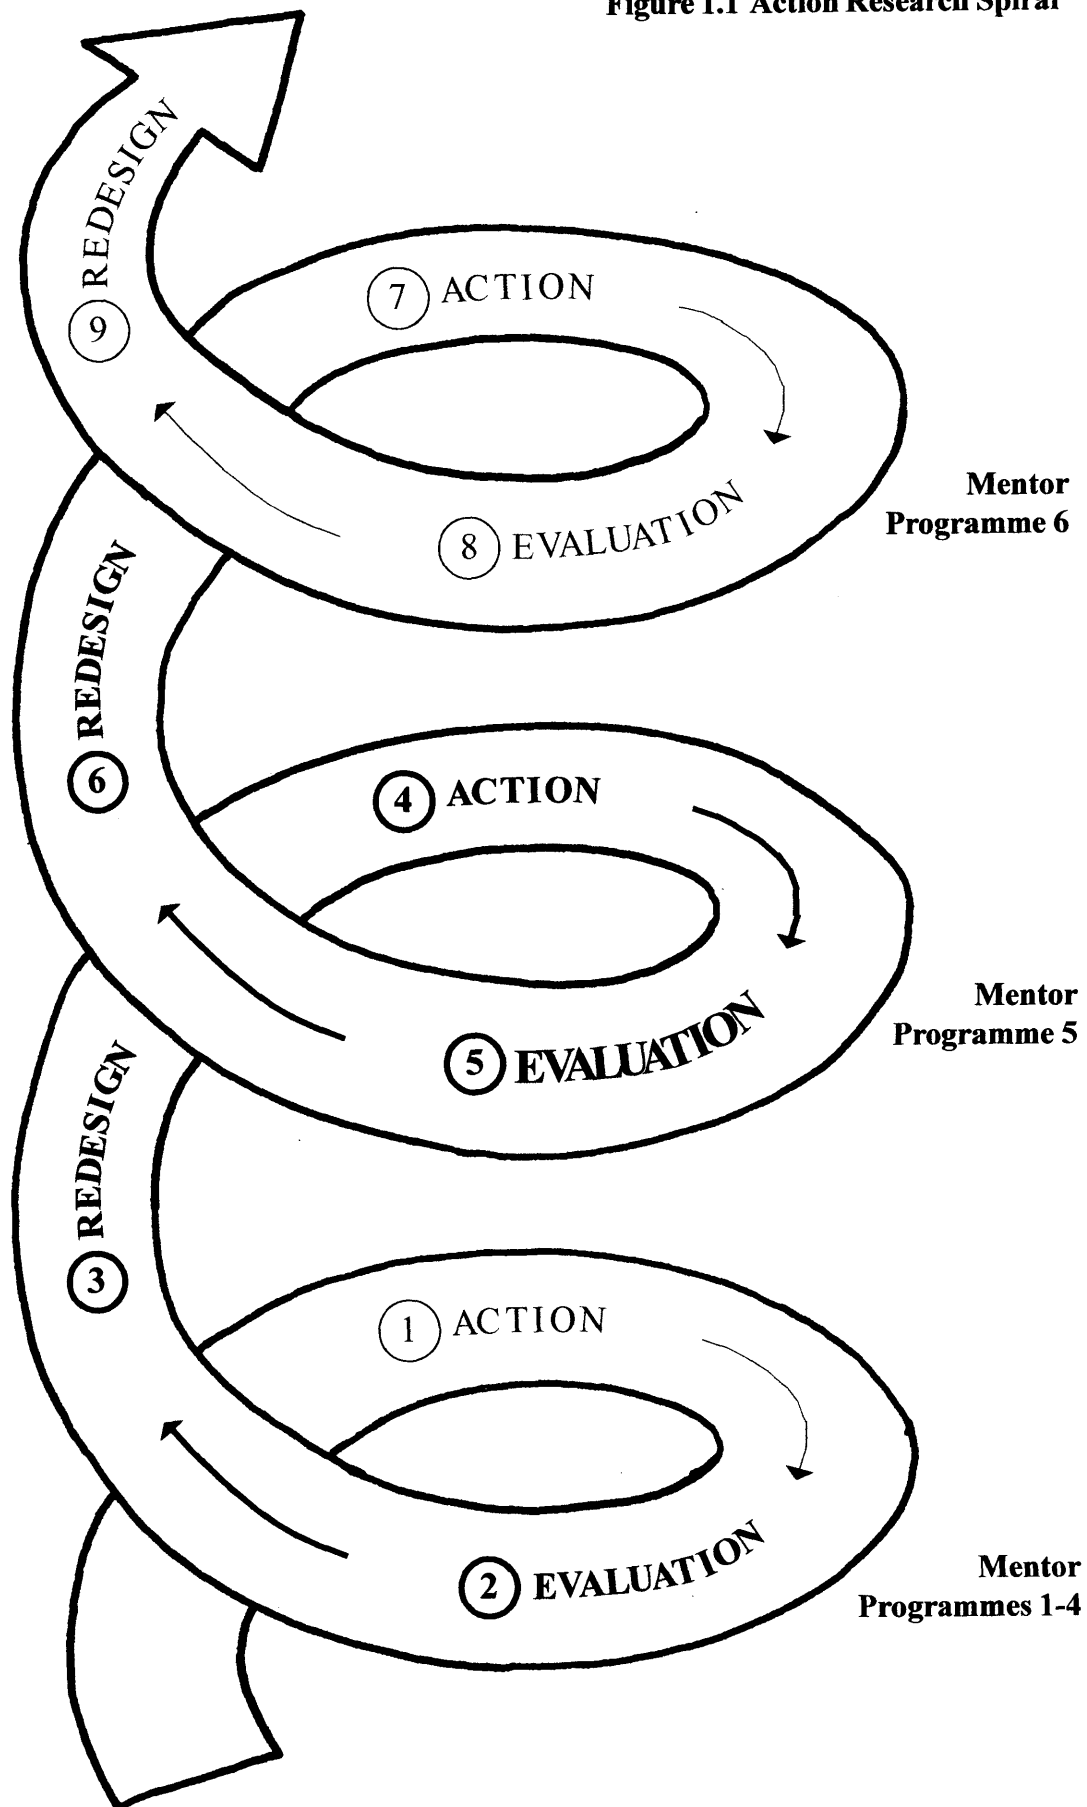 Figure 1.1 Action Research Spiral
REDESIGN
9
7 ACTION
Mentor
Programme 6
8 EVALUATION
REDESIGN
6
4 ACTION
Mentor
Programme 5
5 EVALUATION
REDESIGN
3
1 ACTION
Mentor
Programmes 1-4
2 EVALUATION